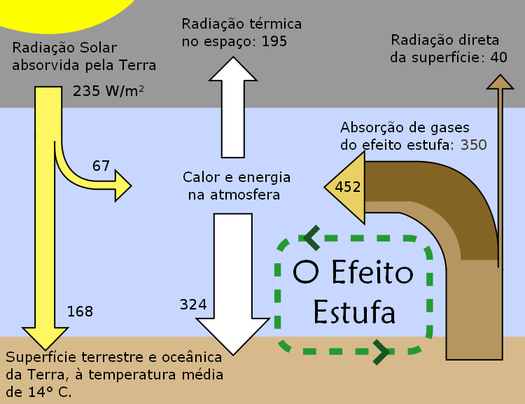 Radiação Solar
absorvida pela Terra
235 W/m²
Radiação térmica
no espaço: 195
Radiação direta
da superfície: 40
Absorção de gases
do efeito estufa: 350
67
Calor e energia
na atmosfera
452
O Efeito
Estufa
168
324
Superfície terrestre e oceânica
da Terra, à temperatura média
de 14° C.